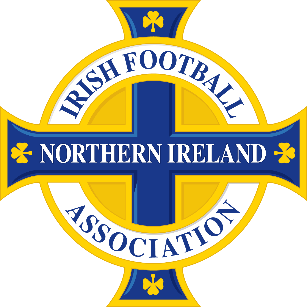 IRISH FOOTBALL
NORTHERN IRELAND
ASSOCIATION